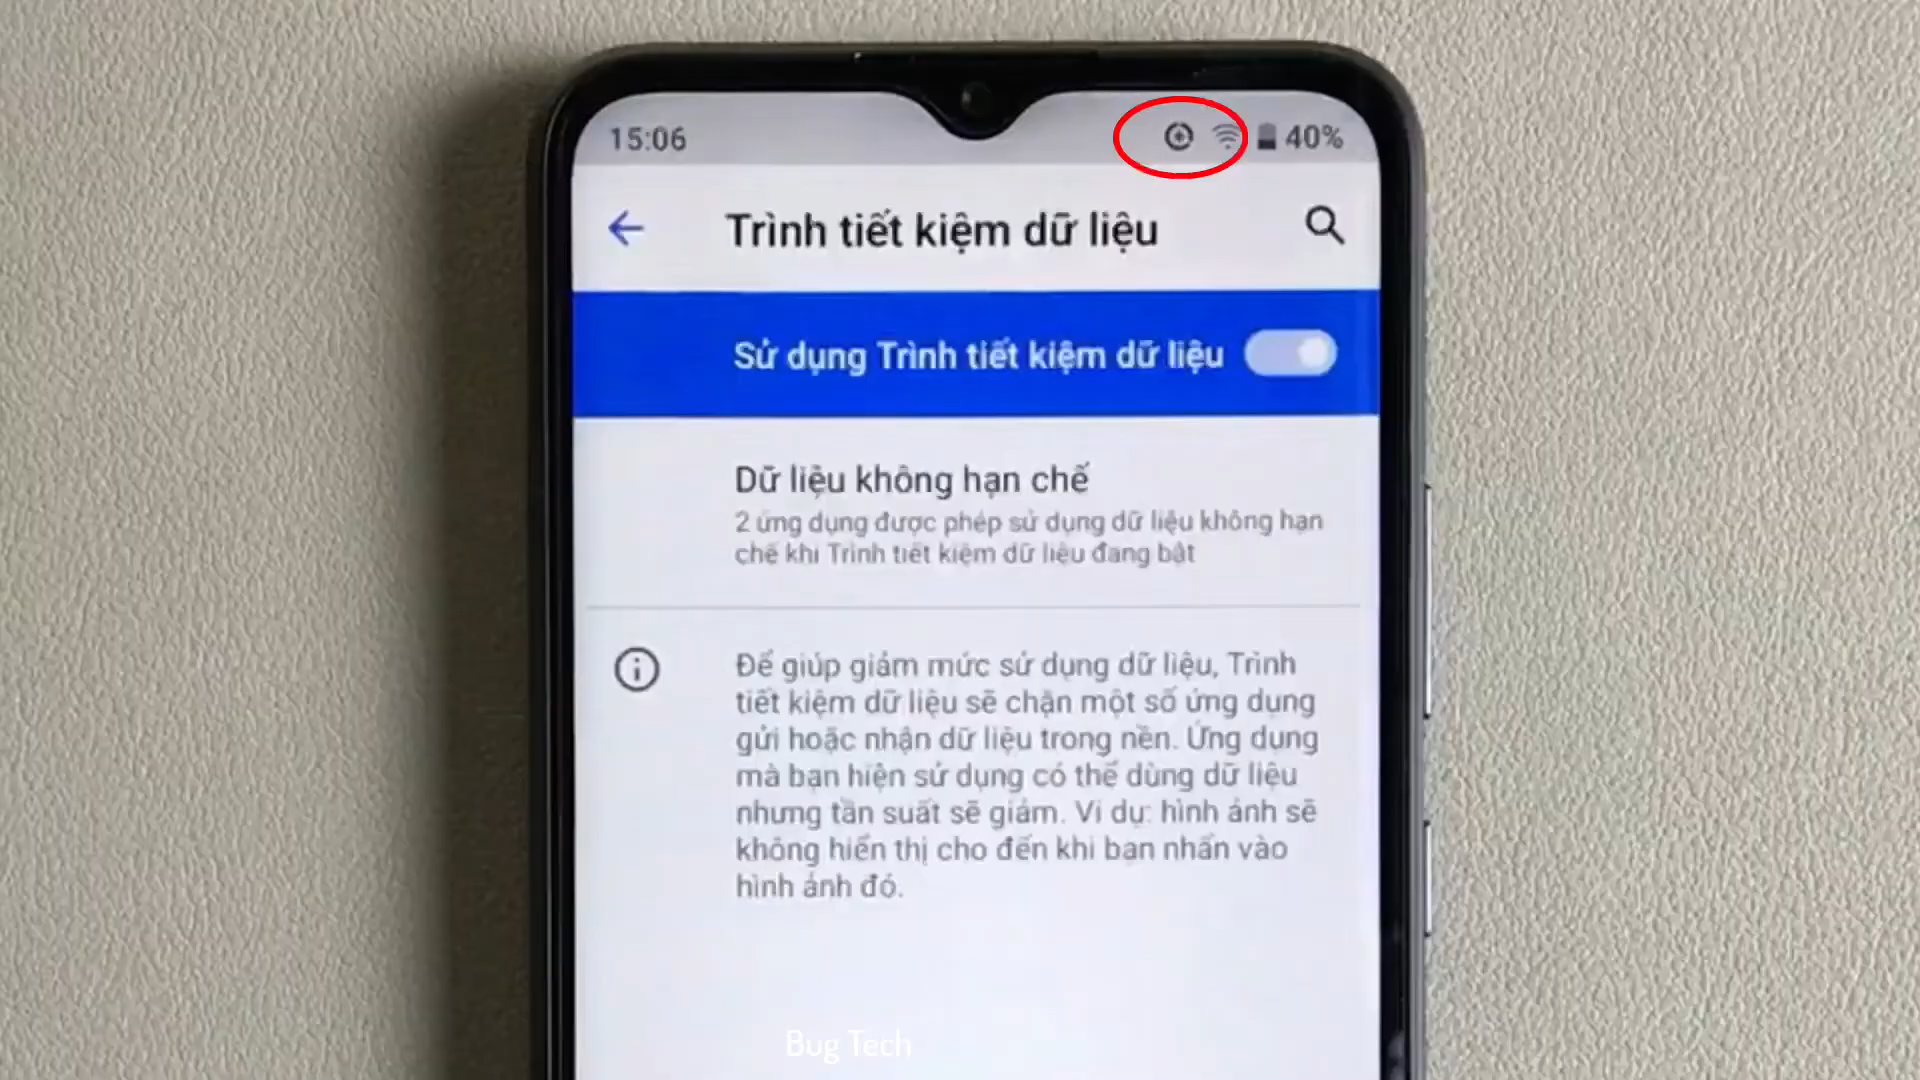 15:06
40%
Trình tiết kiệm dữ liệu
Sử dụng Trình tiết kiệm dữ liệu
Dữ liệu không hạn chế
2 ứng dụng được phép sử dụng dữ liệu không hạn
chế khi Trình tiết kiệm dữ liệu đang bật
Để giúp giảm mức sử dụng dữ liệu, Trình
tiết kiệm dữ liệu sẽ chặn một số ứng dụng
gửi hoặc nhận dữ liệu trong nền. Ứng dụng
mà bạn hiện sử dụng có thể dùng dữ liệu
nhưng tần suất sẽ giảm. Ví dụ: hình ảnh sẽ
không hiển thị cho đến khi bạn nhấn vào
hình ảnh đó.
Bug Tech